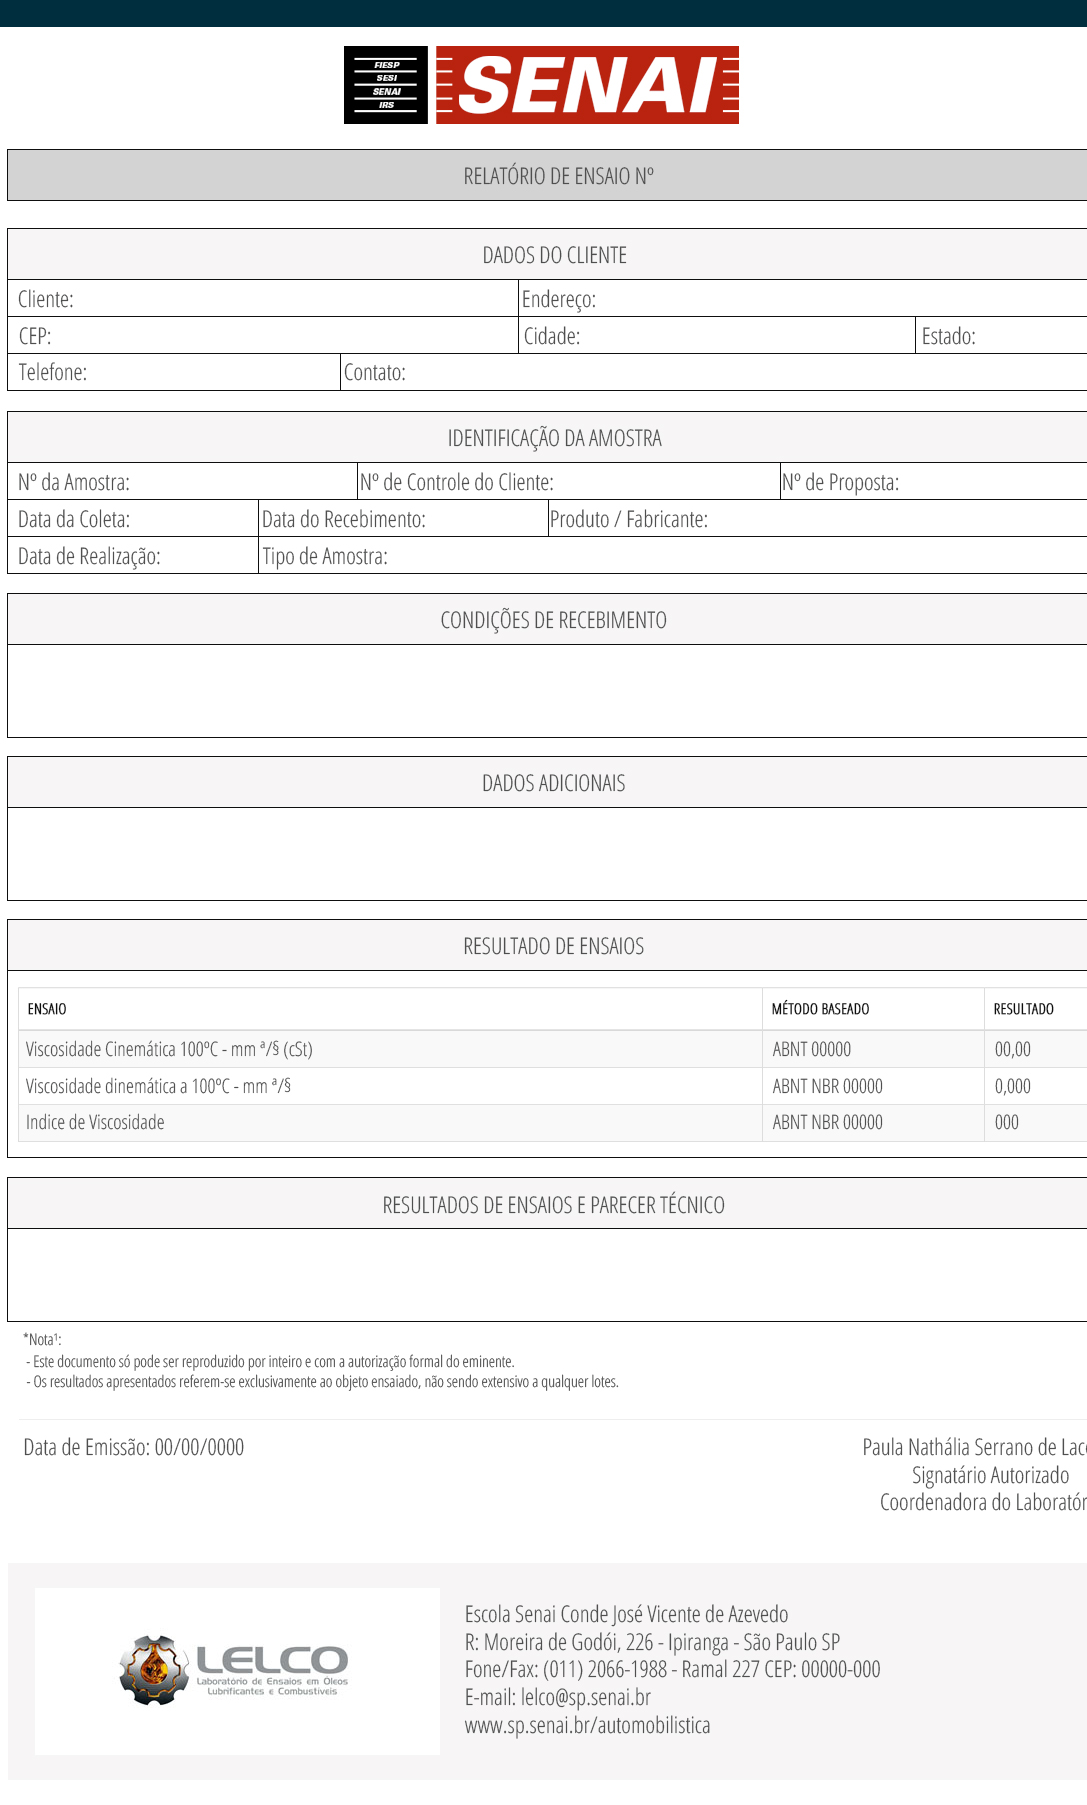 FIESP
SESI
SENAI
IRS
SENAI
RELATÓRIO DE ENSAIO Nº
DADOS DO CLIENTE
Cliente: Endereço:
CEP: Cidade: Estado:
Telefone: Contato:
IDENTIFICAÇÃO DA AMOSTRA
Nº da Amostra: Nº de Controle do Cliente: Nº de Proposta:
Data da Coleta: Data do Recebimento: Produto / Fabricante:
Data de Realização: Tipo de Amostra:
CONDIÇÕES DE RECEBIMENTO
DADOS ADICIONAIS
RESULTADO DE ENSAIOS
ENSAIO MÉTODO BASEADO RESULTADO
Viscosidade Cinemática 100ºC - mm ª/§ (cSt) ABNT 00000 00,00
Viscosidade dinemática a 100ºC - mm ª/§ ABNT NBR 00000 0,000
Indice de Viscosidade ABNT NBR 00000 000
RESULTADOS DE ENSAIOS E PARECER TÉCNICO
*Nota¹:
- Este documento só pode ser reproduzido por inteiro e com a autorização formal do eminente.
- Os resultados apresentados referem-se exclusivamente ao objeto ensaiado, não sendo extensivo a qualquer lotes.
Data de Emissão: 00/00/0000
Paula Nathália Serrano de
Signatário Autorizado
Coordenadora do
LELCO
Laboratório de Ensaios em Óleos
Lubrificantes e Combustíveis
Escola Senai Conde José Vicente de Azevedo
R: Moreira de Godói, 226 - Ipiranga - São Paulo SP
Fone/Fax: (011) 2066-1988 - Ramal 227 CEP: 00000-000
E-mail: lelco@sp.senai.br
www.sp.senai.br/automobilistica